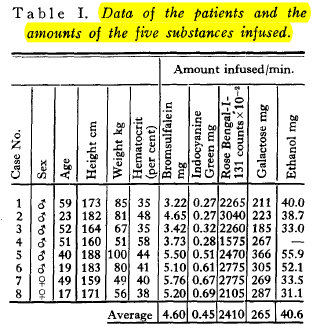 Table I. Data of the patients and the
amounts of the five substances infused.
Amount infused/min.
Case No. Sex Age Height cm Weight kg Hematocrit (per cent) Bromsulfalein mg Indocyanine Green mg Rose Bengal-I-131 counts×10⁻² Galactose mg Ethanol mg
1 ♂ 59 173 85 35 3.22 0.27 2265 211 40.0
2 ♂ 23 182 81 48 4.65 0.27 3040 223 38.7
3 ♂ 52 164 67 35 3.42 0.32 2260 185 33.0
4 ♂ 51 160 51 58 3.73 0.28 1575 267 —
5 ♂ 40 188 100 44 5.50 0.51 2470 366 55.9
6 ♂ 19 183 80 41 5.10 0.61 2775 305 52.1
7 ♀ 49 159 49 40 5.76 0.67 2775 269 33.5
8 ♀ 17 171 56 38 5.20 0.69 2105 287 31.1
Average 4.60 0.45 2410 265 40.6